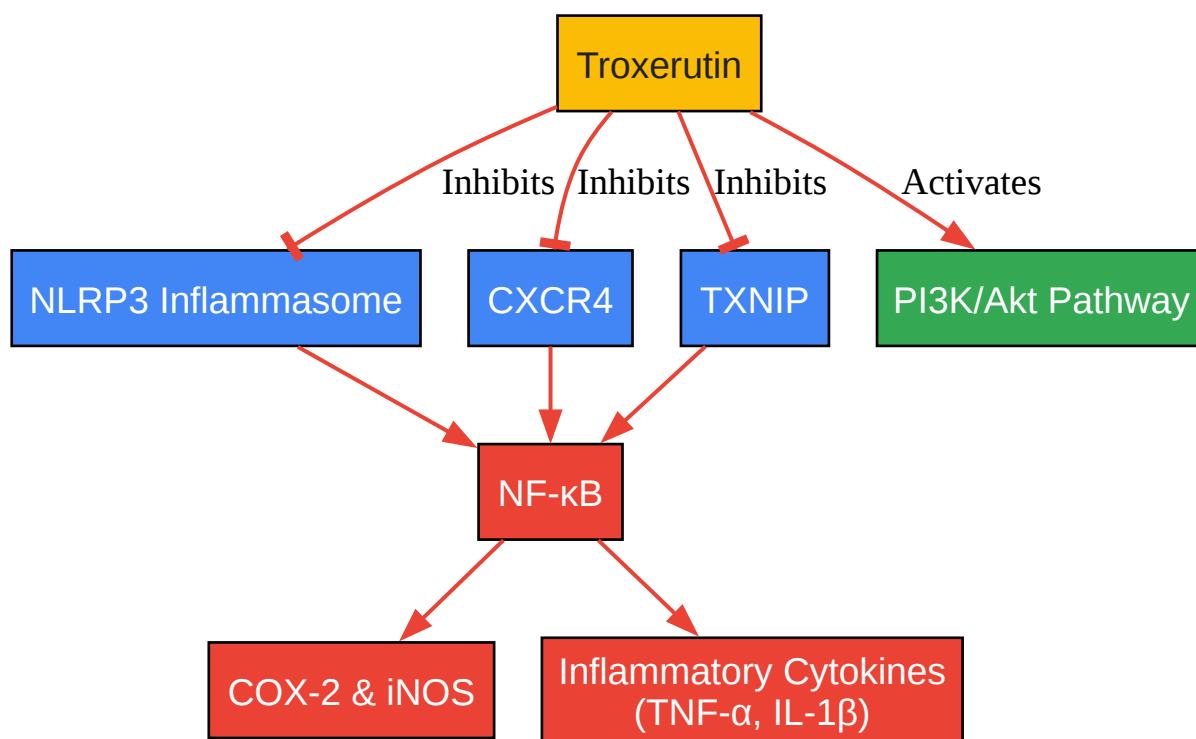 Troxerutin
Inhibits
Inhibits
Inhibits
Activates
NLRP3 Inflammasome
CXCR4
TXNIP
PI3K/Akt Pathway
NF-κB
COX-2 & iNOS
Inflammatory Cytokines
(TNF-α, IL-1β)